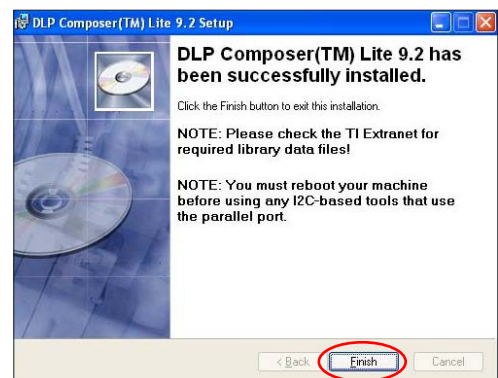 DLP Composer(TM) Lite 9.2 Setup
DLP Composer(TM) Lite 9.2 has
been successfully installed.
Click the Finish button to exit this installation.
NOTE: Please check the TI Extranet for
required library data files!
NOTE: You must reboot your machine
before using any I2C-based tools that use
the parallel port.
< Back
Finish
Cancel